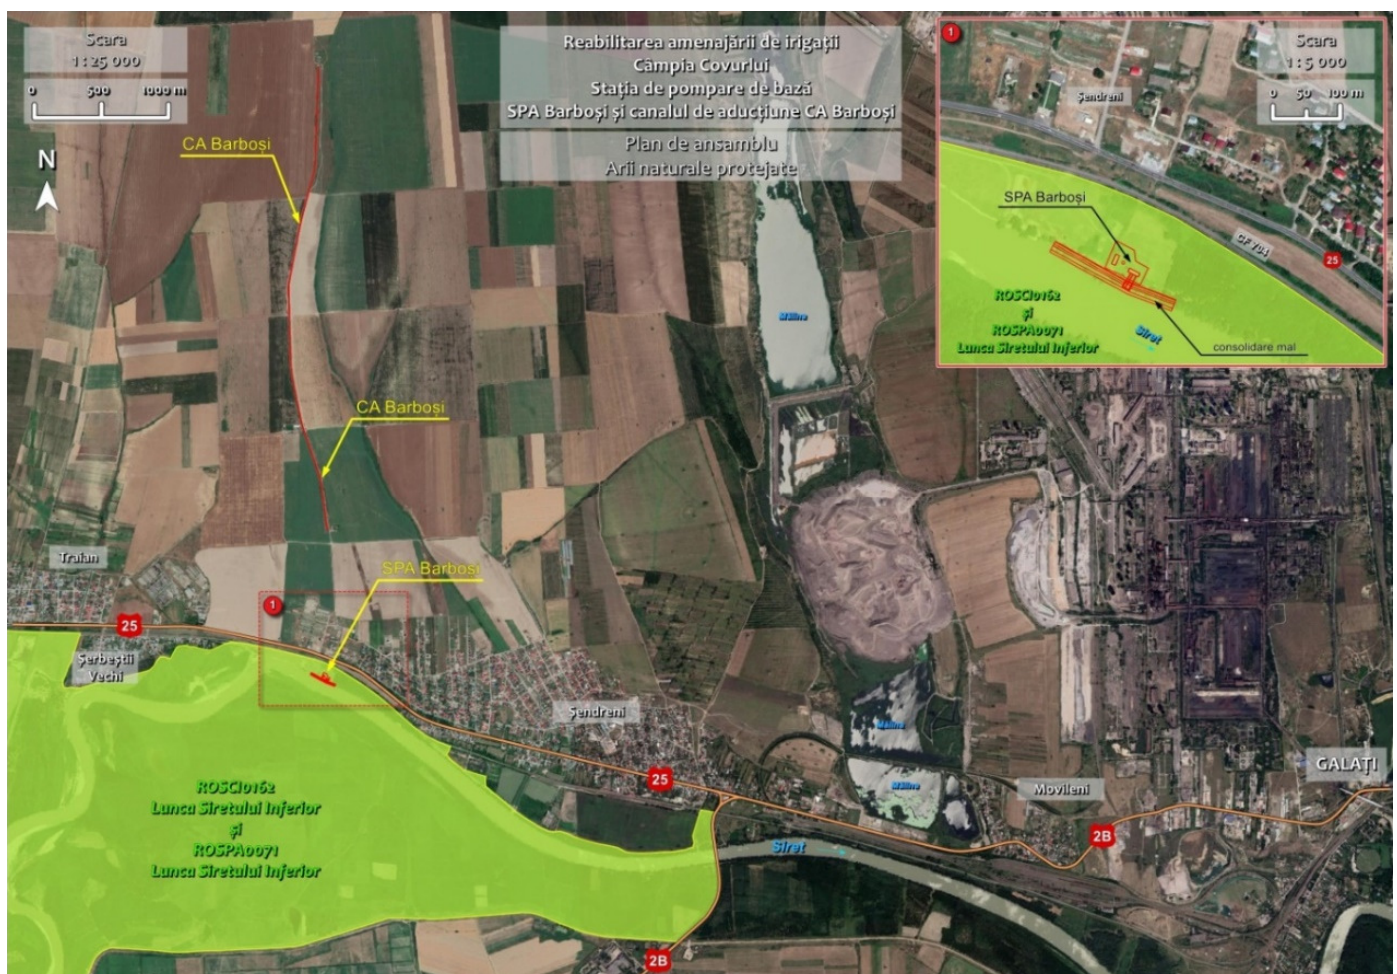 Scara
1 : 25 000
0 500 1000 m
N
Reabilitarea amenajării de irigații
Câmpia Covurlui
Stația de pompare de bază
SPA Barboși și canalul de aducțiune CA Barboși
Plan de ansamblu
Arii naturale protejate
1
Scara
1 : 5 000
0 50 100 m
Șendreni
SPA Barboși
CF 704
25
ROSCI0162
și
ROSPA0071
Lunca Siretului Inferior
Siret
consolidare mal
CA Barboși
Mălina
CA Barboși
Traian
SPA Barboși
1
25
Șerbeștii
Vechi
Șendreni
Mălina
25
Mălina
Movileni
GALAȚI
ROSCI0162
Lunca Siretului Inferior
și
ROSPA0071
Lunca Siretului Inferior
2B
Siret
2B